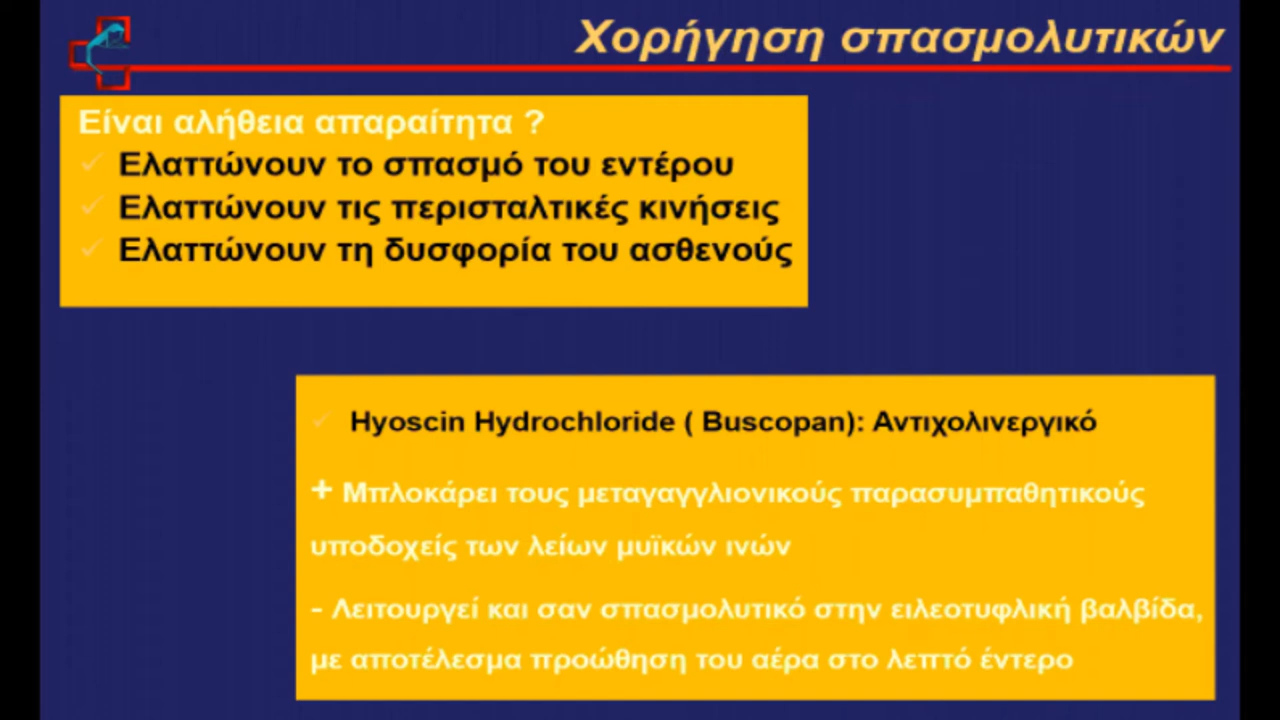 Χορήγηση σπασμολυτικών
Είναι αλήθεια απαραίτητα ?
✓ Ελαττώνουν το σπασμό του εντέρου
✓ Ελαττώνουν τις περισταλτικές κινήσεις
✓ Ελαττώνουν τη δυσφορία του ασθενούς
✓ Hyoscin Hydrochloride ( Buscopan): Αντιχολινεργικό
+ Μπλοκάρει τους μεταγαγγλιονικούς παρασυμπαθητικούς
υποδοχείς των λείων μυϊκών ινών
- Λειτουργεί και σαν σπασμολυτικό στην ειλεοτυφλική βαλβίδα,
με αποτέλεσμα προώθηση του αέρα στο λεπτό έντερο